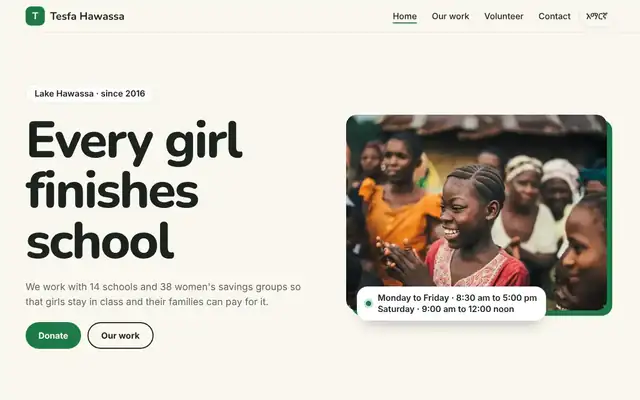 T Tesfa Hawassa
Home Our work Volunteer Contact አማርኛ
Lake Hawassa · since 2016
Every girl
finishes
school
We work with 14 schools and 38 women's savings groups so
that girls stay in class and their families can pay for it.
Donate Our work
Monday to Friday · 8:30 am to 5:00 pm
Saturday · 9:00 am to 12:00 noon